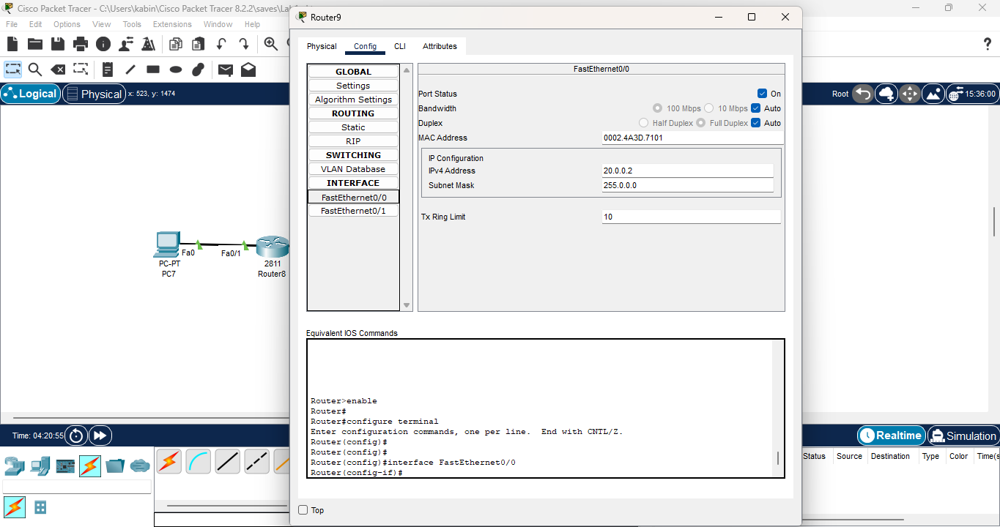 Cisco Packet Tracer - C:\Users\kabin\Cisco Packet Tracer 8.2.2\saves\La
Router9
File Edit Options View Tools Extensions Window Help
Physical Config CLI Attributes
GLOBAL
Settings
Algorithm Settings
ROUTING
Static
RIP
SWITCHING
VLAN Database
INTERFACE
FastEthernet0/0
FastEthernet0/1
FastEthernet0/0
Port Status On
Bandwidth 100 Mbps 10 Mbps Auto
Duplex Half Duplex Full Duplex Auto
MAC Address 0002.4A3D.7101
IP Configuration
IPv4 Address 20.0.0.2
Subnet Mask 255.0.0.0
Tx Ring Limit 10
Equivalent IOS Commands
Router>enable
Router#
Router#configure terminal
Enter configuration commands, one per line. End with CNTL/Z.
Router(config)#
Router(config)#
Router(config)#interface FastEthernet0/0
Router(config-if)#
Top
Logical Physical x: 523, y: 1474
Root 15:36:00
Fa0 Fa0/1
PC-PT
PC7
2811
Router8
Time: 04:20:55
Realtime Simulation
Status Source Destination Type Color Time(s